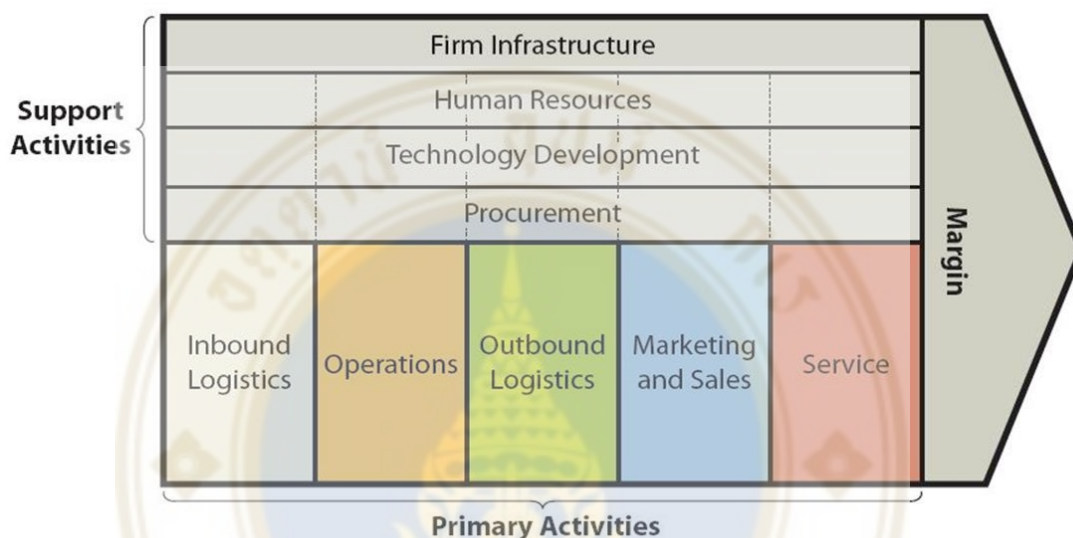 Firm Infrastructure
Support
Activities
Human Resources
Technology Development
Procurement
Margin
Inbound
Logistics
Operations
Outbound
Logistics
Marketing
and Sales
Service
Primary Activities